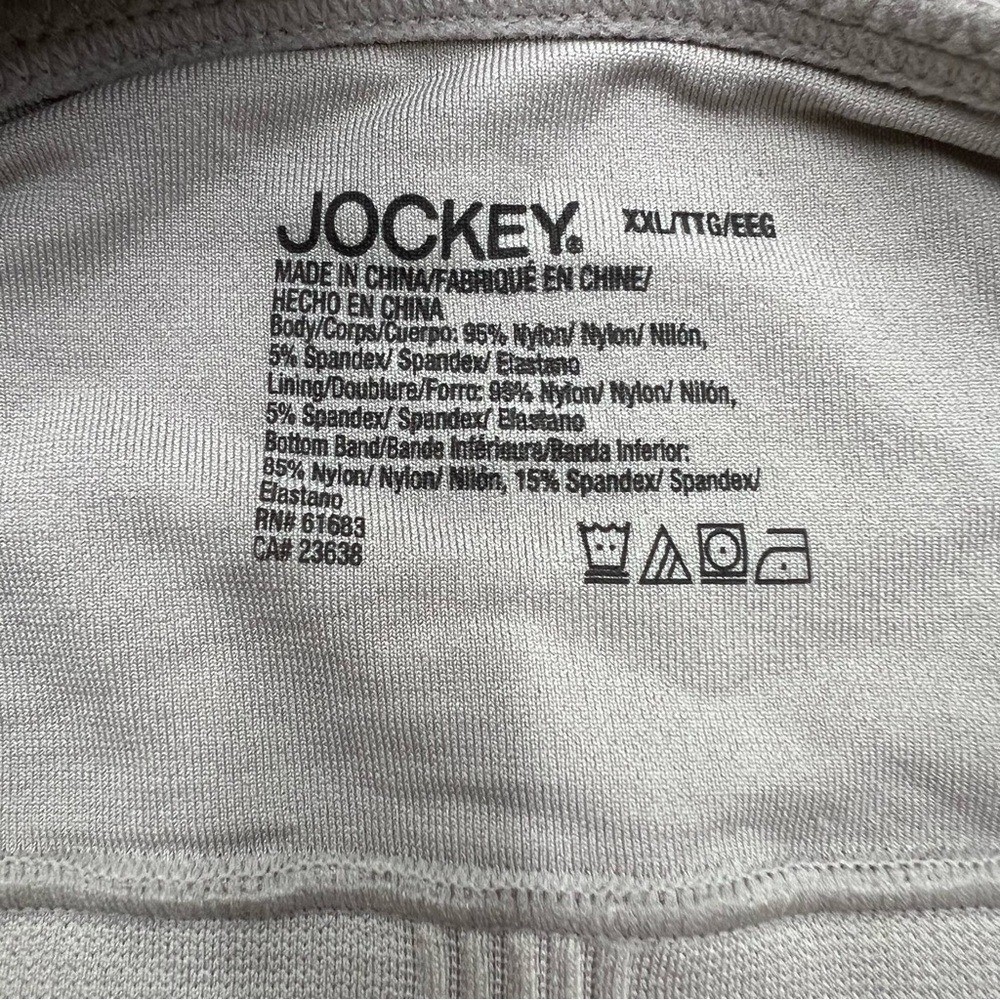 JOCKEY® XXL/TTG/EEG
MADE IN CHINA/FABRIQUÉ EN CHINE/
HECHO EN CHINA
Body/Corps/Cuerpo: 95% Nylon/ Nylon/ Nilón,
5% Spandex/ Spandex/ Elastano
Lining/Doublure/Forro: 95% Nylon/ Nylon/ Nilón,
5% Spandex/ Spandex/ Elastano
Bottom Band/Bande Inférieure/Banda Inferior:
85% Nylon/ Nylon/ Nilón, 15% Spandex/ Spandex/
Elastano
RN# 61683
CA# 23638